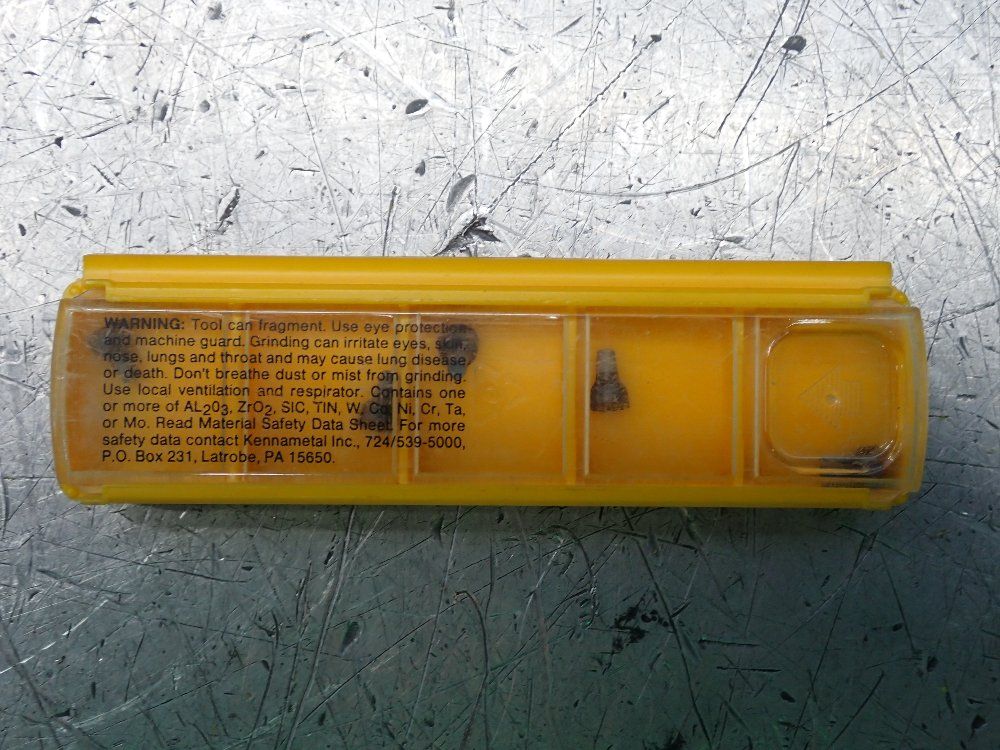 WARNING: Tool can fragment. Use eye protection
and machine guard. Grinding can irritate eyes, skin,
nose, lungs and throat and may cause lung disease
or death. Don't breathe dust or mist from grinding.
Use local ventilation and respirator. Contains one
or more of AL2O3, ZrO2, SIC, TIN, W, Co, Ni, Cr, Ta,
or Mo. Read Material Safety Data Sheet. For more
safety data contact Kennametal Inc., 724/539-5000,
P.O. Box 231, Latrobe, PA 15650.